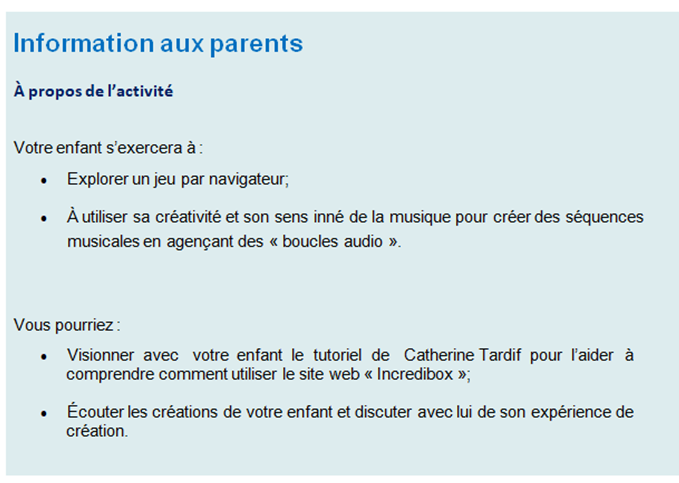 Information aux parents
À propos de l'activité
Votre enfant s'exercera à :
• Explorer un jeu par navigateur;
• À utiliser sa créativité et son sens inné de la musique pour créer des séquences
musicales en agençant des « boucles audio ».
Vous pourriez :
• Visionner avec votre enfant le tutoriel de Catherine Tardif pour l'aider à
comprendre comment utiliser le site web « Incredibox »;
• Écouter les créations de votre enfant et discuter avec lui de son expérience de
création.